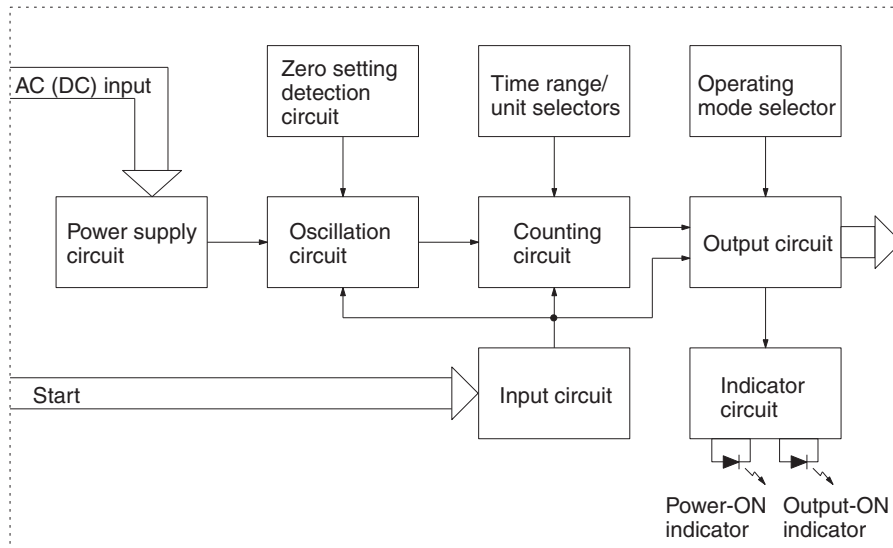 AC (DC) input
Zero setting
detection
circuit
Time range/
unit selectors
Operating
mode selector
Power supply
circuit
Oscillation
circuit
Counting
circuit
Output circuit
Start
Input circuit
Indicator
circuit
Power-ON
indicator
Output-ON
indicator